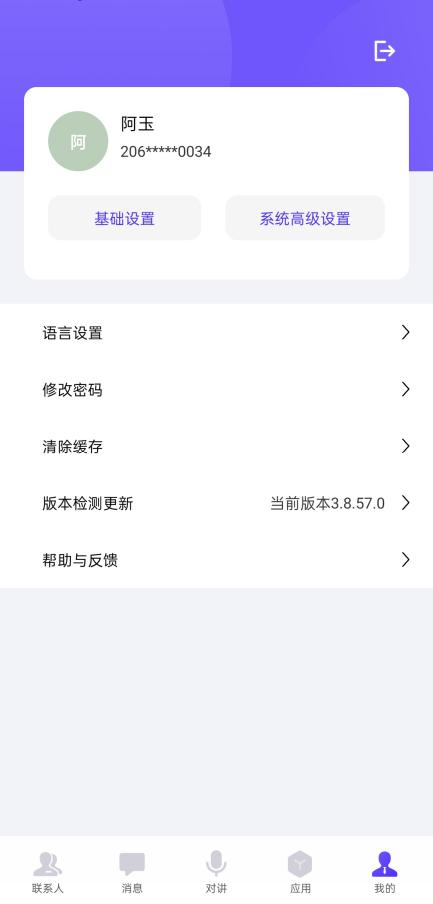 阿
阿玉
206*****0034
基础设置
系统高级设置
语言设置
修改密码
清除缓存
版本检测更新 当前版本3.8.57.0
帮助与反馈
联系人 消息 对讲 应用 我的